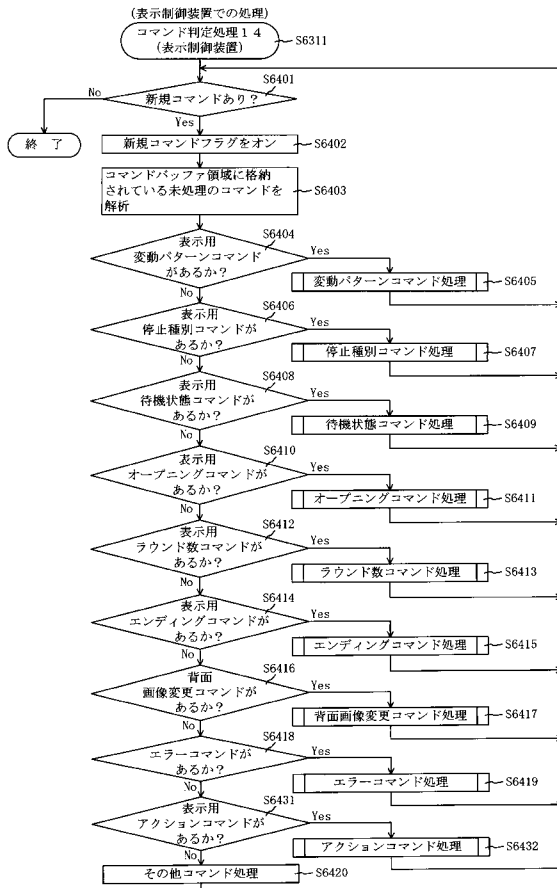 (表示制御装置での処理)
コマンド判定処理14
(表示制御装置)
S6311
S6401
新規コマンドあり?
No
Yes
終了
新規コマンドフラグをオン
S6402
コマンドバッファ領域に格納
されている未処理のコマンドを
解析
S6403
S6404
表示用
変動パターンコマンド
があるか?
Yes
No
変動パターンコマンド処理
S6405
S6406
表示用
停止種別コマンドが
あるか?
Yes
No
停止種別コマンド処理
S6407
S6408
表示用
待機状態コマンドが
あるか?
Yes
No
待機状態コマンド処理
S6409
S6410
表示用
オープニングコマンドが
あるか?
Yes
No
オープニングコマンド処理
S6411
S6412
表示用
ラウンド数コマンドが
あるか?
Yes
No
ラウンド数コマンド処理
S6413
S6414
表示用
エンディングコマンドが
あるか?
Yes
No
エンディングコマンド処理
S6415
S6416
背面
画像変更コマンドが
あるか?
Yes
No
背面画像変更コマンド処理
S6417
S6418
エラーコマンドが
あるか?
Yes
No
エラーコマンド処理
S6419
S6431
表示用
アクションコマンドが
あるか?
Yes
No
アクションコマンド処理
S6432
その他コマンド処理
S6420